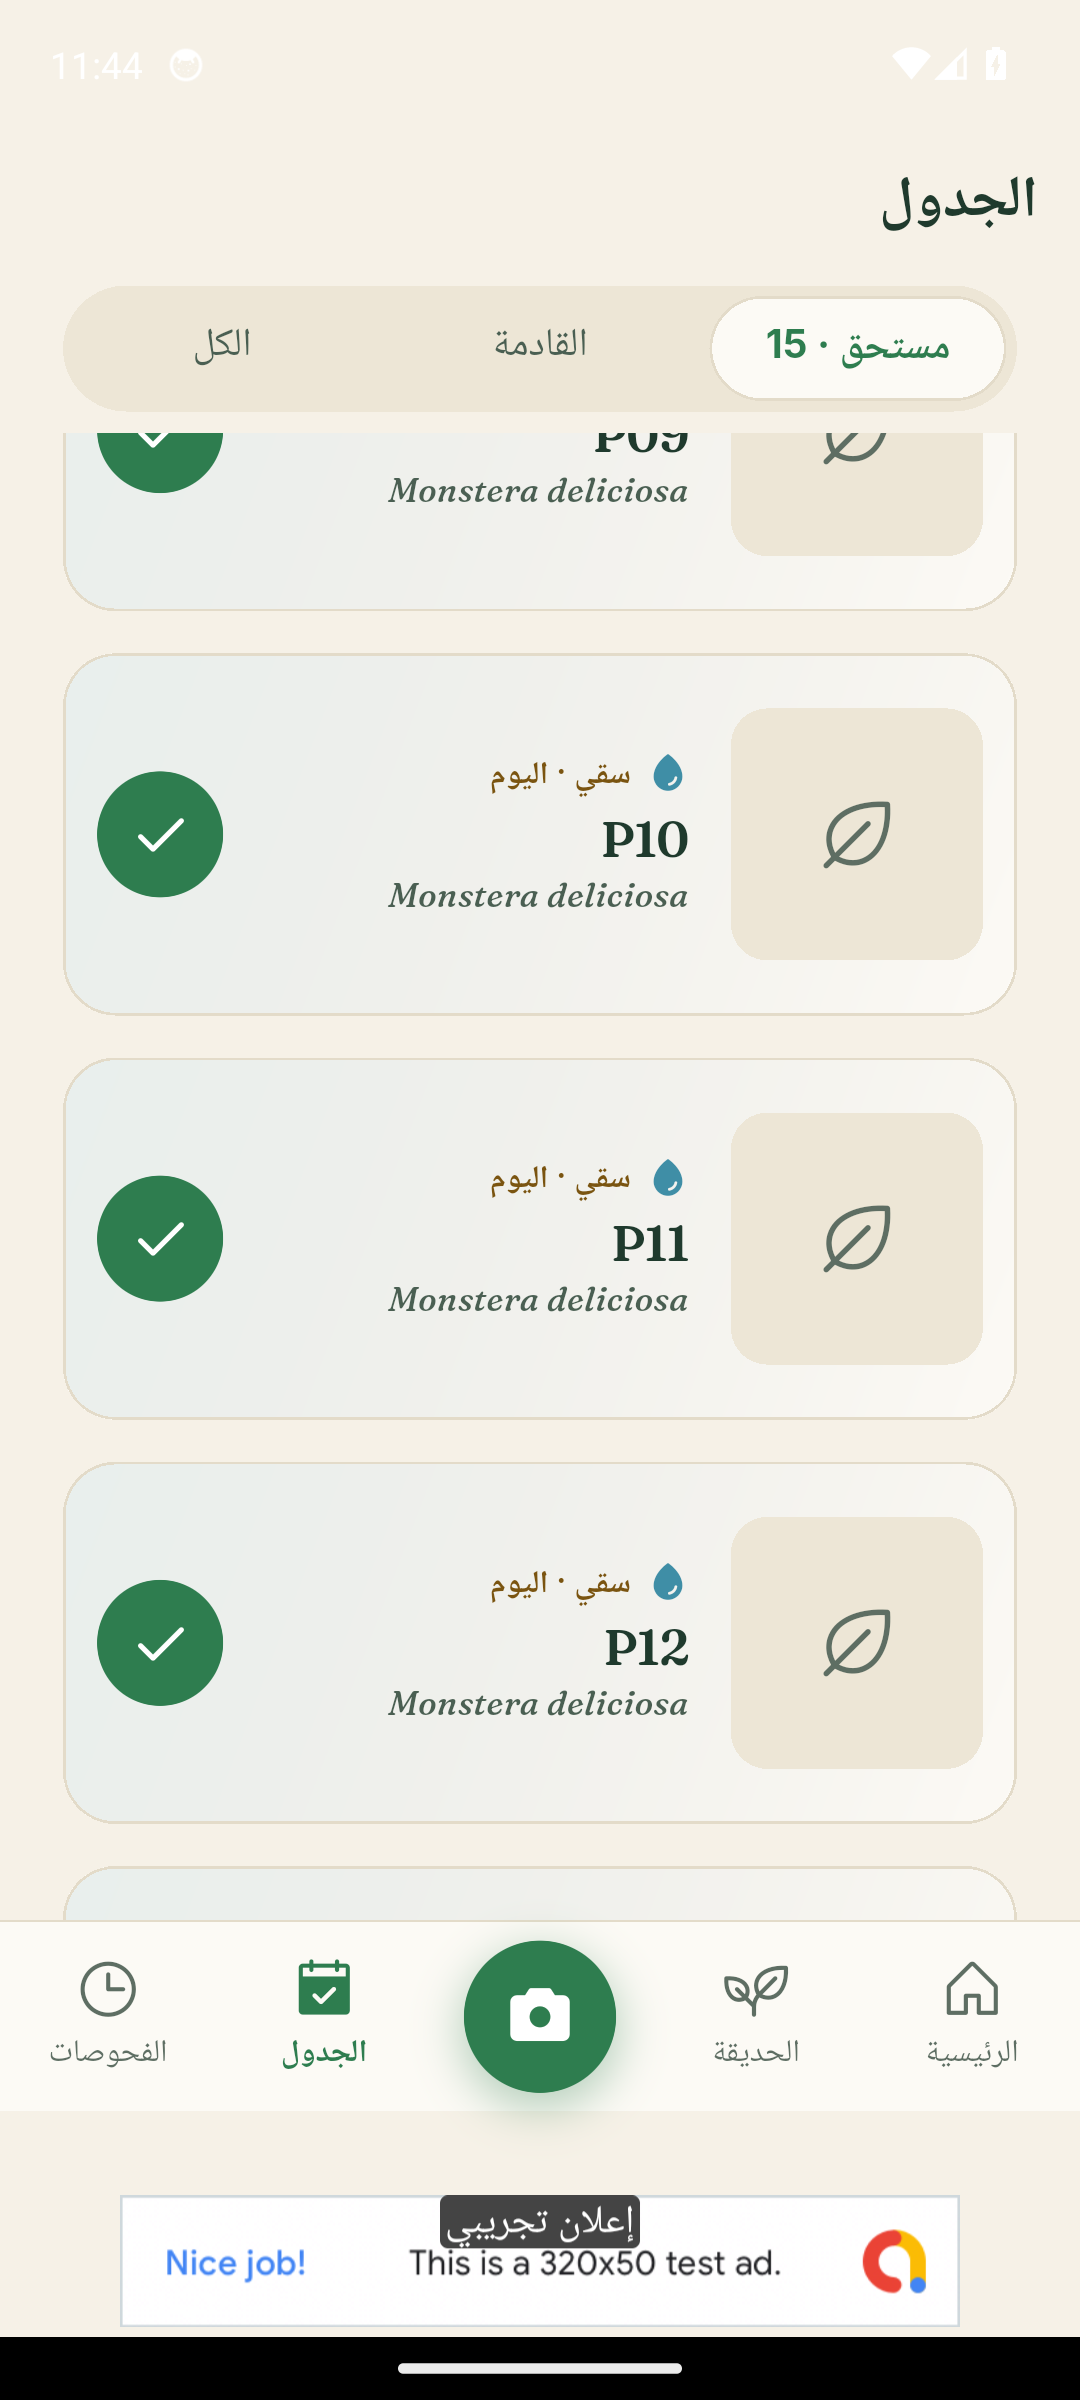 11:44
الجدول
مستحق · 15
القادمة
الكل
P09
Monstera deliciosa
سقي · اليوم
P10
Monstera deliciosa
سقي · اليوم
P11
Monstera deliciosa
سقي · اليوم
P12
Monstera deliciosa
الرئيسية
الحديقة
الجدول
الفحوصات
إعلان تجريبي
Nice job!
This is a 320x50 test ad.